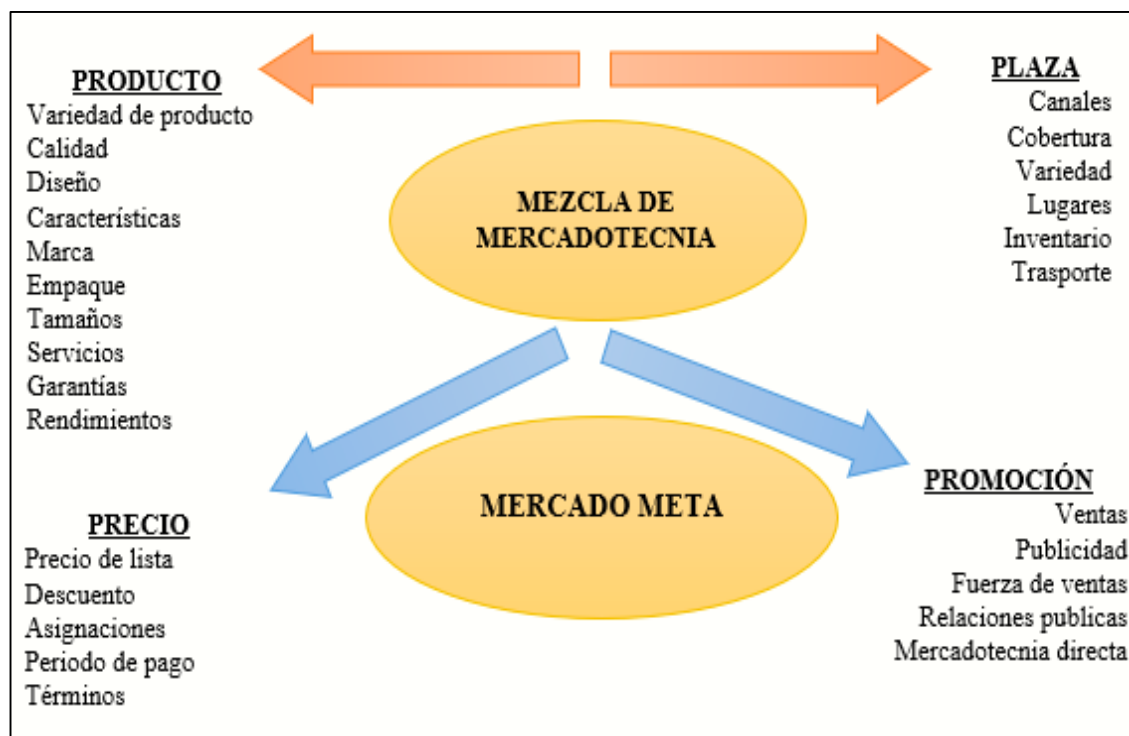 PRODUCTO
Variedad de producto
Calidad
Diseño
Características
Marca
Empaque
Tamaños
Servicios
Garantías
Rendimientos
PLAZA
Canales
Cobertura
Variedad
Lugares
Inventario
Trasporte
MEZCLA DE
MERCADOTECNIA
MERCADO META
PRECIO
Precio de lista
Descuento
Asignaciones
Periodo de pago
Términos
PROMOCIÓN
Ventas
Publicidad
Fuerza de ventas
Relaciones publicas
Mercadotecnia directa